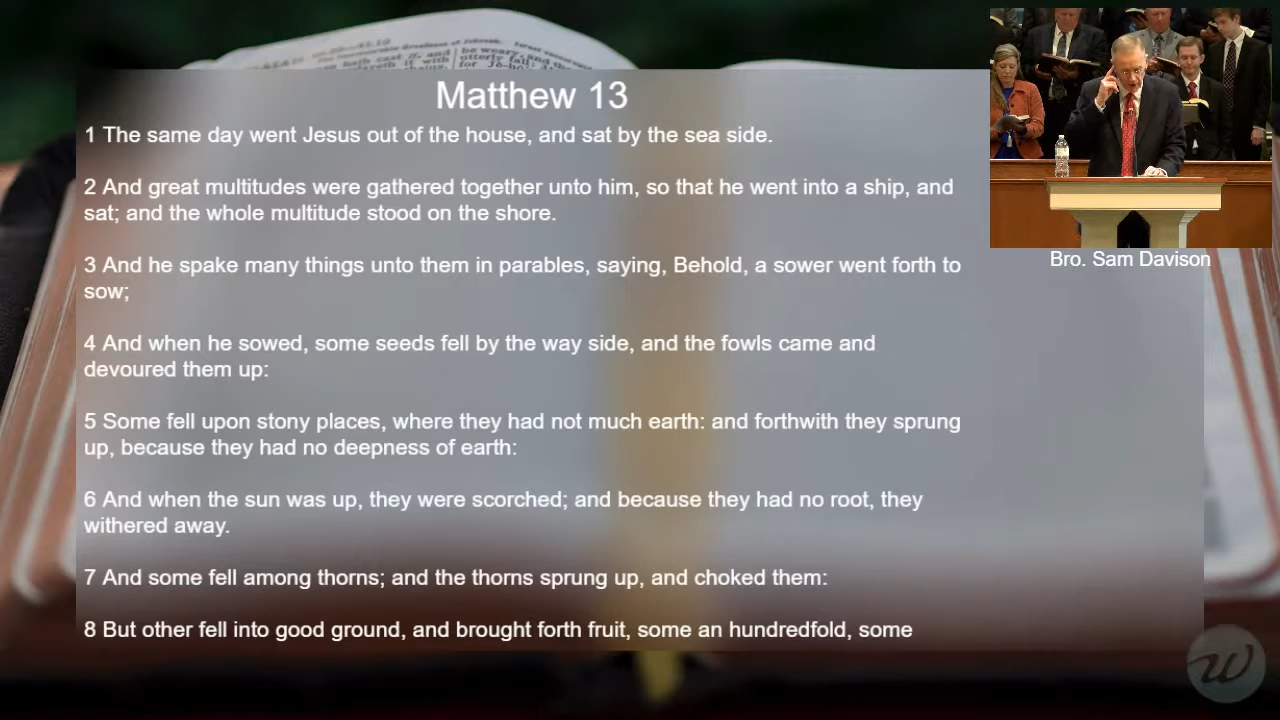 Matthew 13
1 The same day went Jesus out of the house, and sat by the sea side.
2 And great multitudes were gathered together unto him, so that he went into a ship, and
sat; and the whole multitude stood on the shore.
3 And he spake many things unto them in parables, saying, Behold, a sower went forth to
sow;
4 And when he sowed, some seeds fell by the way side, and the fowls came and
devoured them up:
5 Some fell upon stony places, where they had not much earth: and forthwith they sprung
up, because they had no deepness of earth:
6 And when the sun was up, they were scorched; and because they had no root, they
withered away.
7 And some fell among thorns; and the thorns sprung up, and choked them:
8 But other fell into good ground, and brought forth fruit, some an hundredfold, some
Bro. Sam Davison
be weary; and the
utterly fall:
W